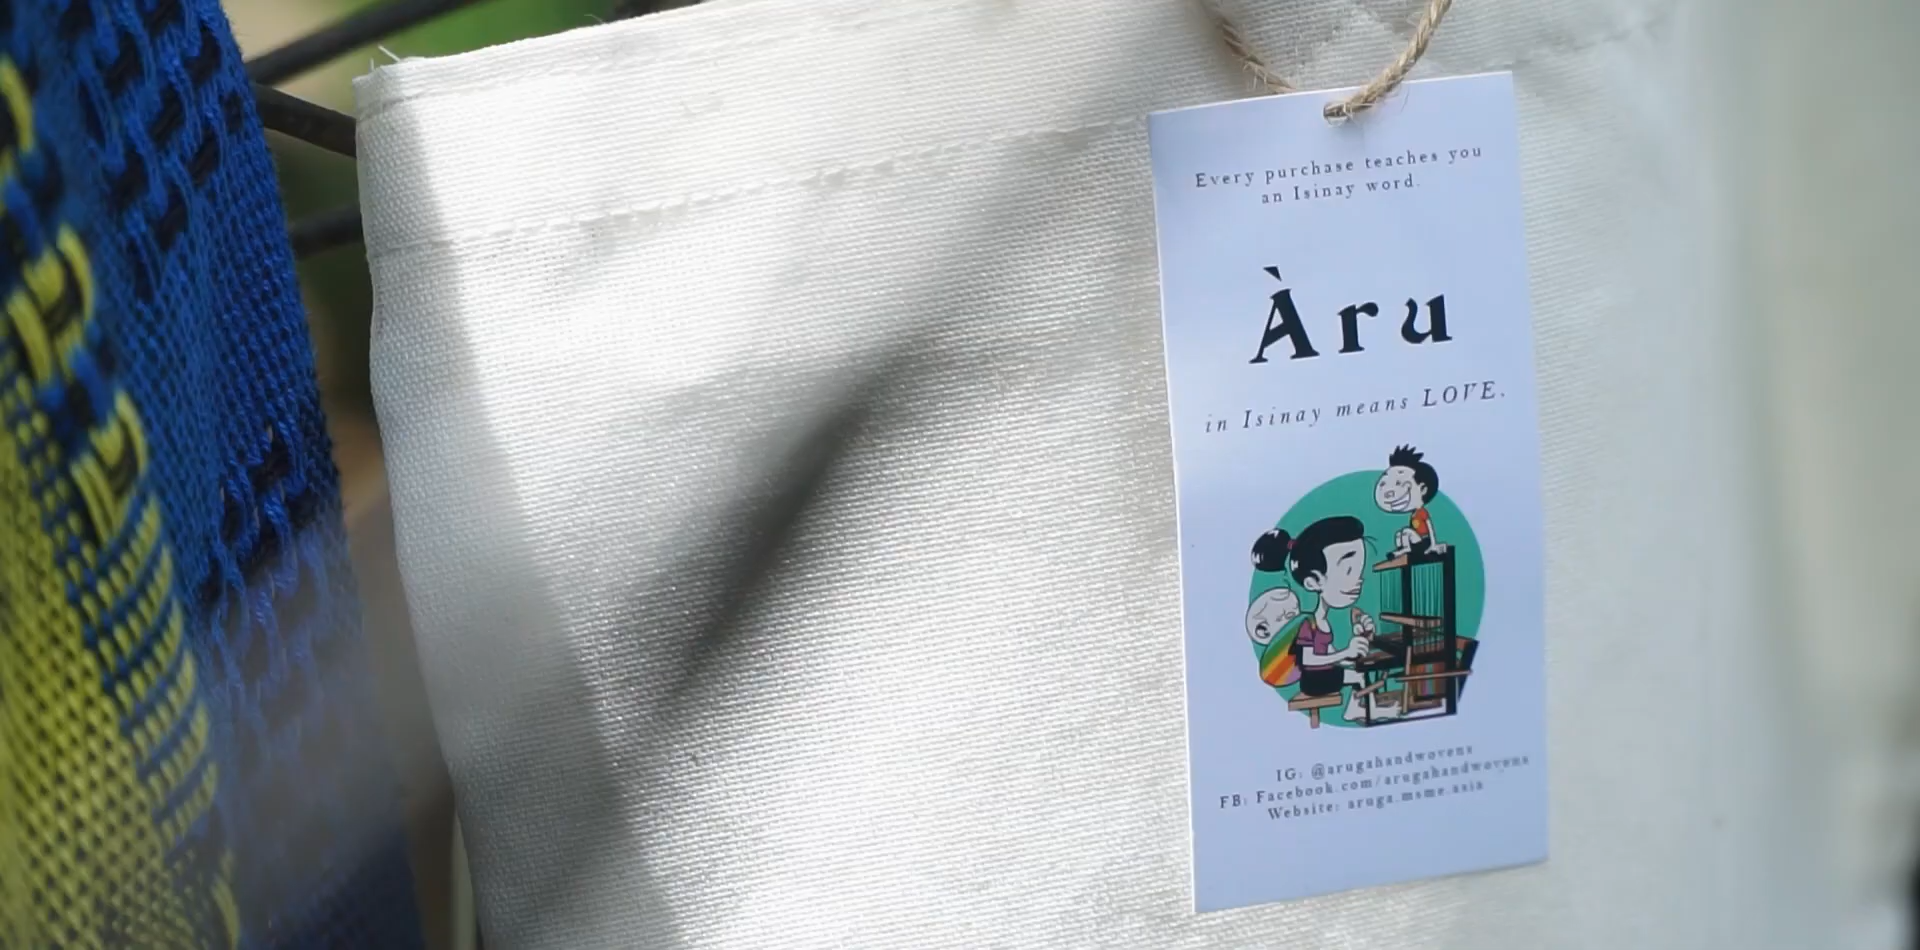 Every purchase teaches you
an Isinay word.
Àru
in Isinay means LOVE.
IG: @arugahandwovens
FB: Facebook.com/arugahandwovens
Website: aruga.msme.asia